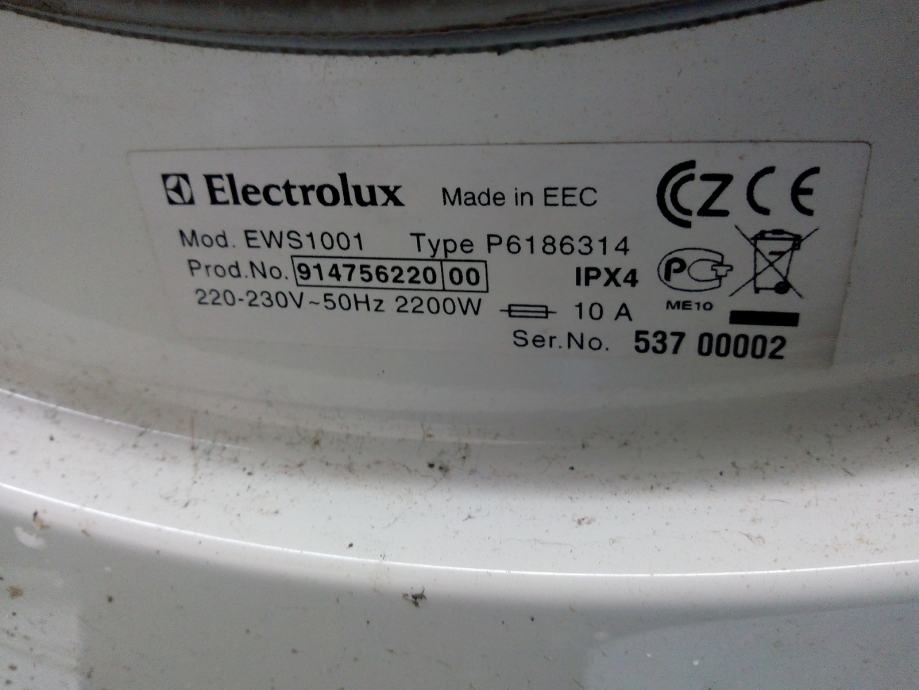 Electrolux Made in EEC CE
Mod. EWS1001 Type P6186314
Prod.No. 914756220 00 IPX4
220-230V~50Hz 2200W 10 A ME10
Ser.No. 537 00002